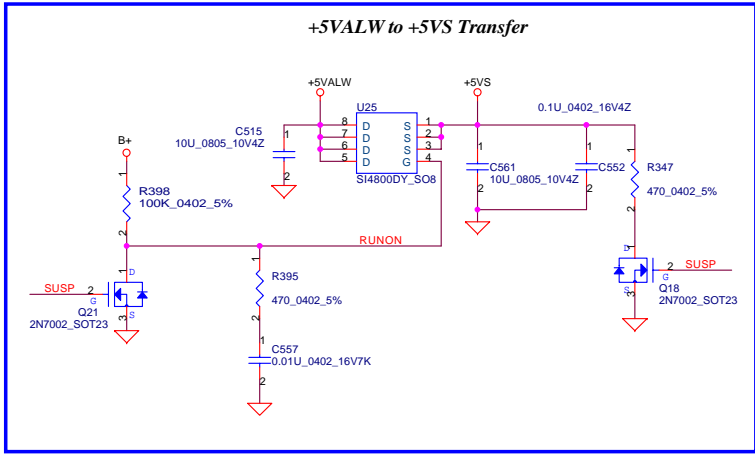 +5VALW to +5VS Transfer
+5VALW
+5VS
U25
0.1U_0402_16V4Z
8 D S 1
7 D S 2
6 D S 3
5 D G 4
SI4800DY_SO8
C515
10U_0805_10V4Z
1
2
B+
1
R398
100K_0402_5%
2
1
C561
10U_0805_10V4Z
2
1
C552
2
1
R347
470_0402_5%
2
RUNON
SUSP
2
G
1
D
S
3
Q21
2N7002_SOT23
1
R395
470_0402_5%
2
1
C557
0.01U_0402_16V7K
2
1
D
S
3
2
G
SUSP
Q18
2N7002_SOT23